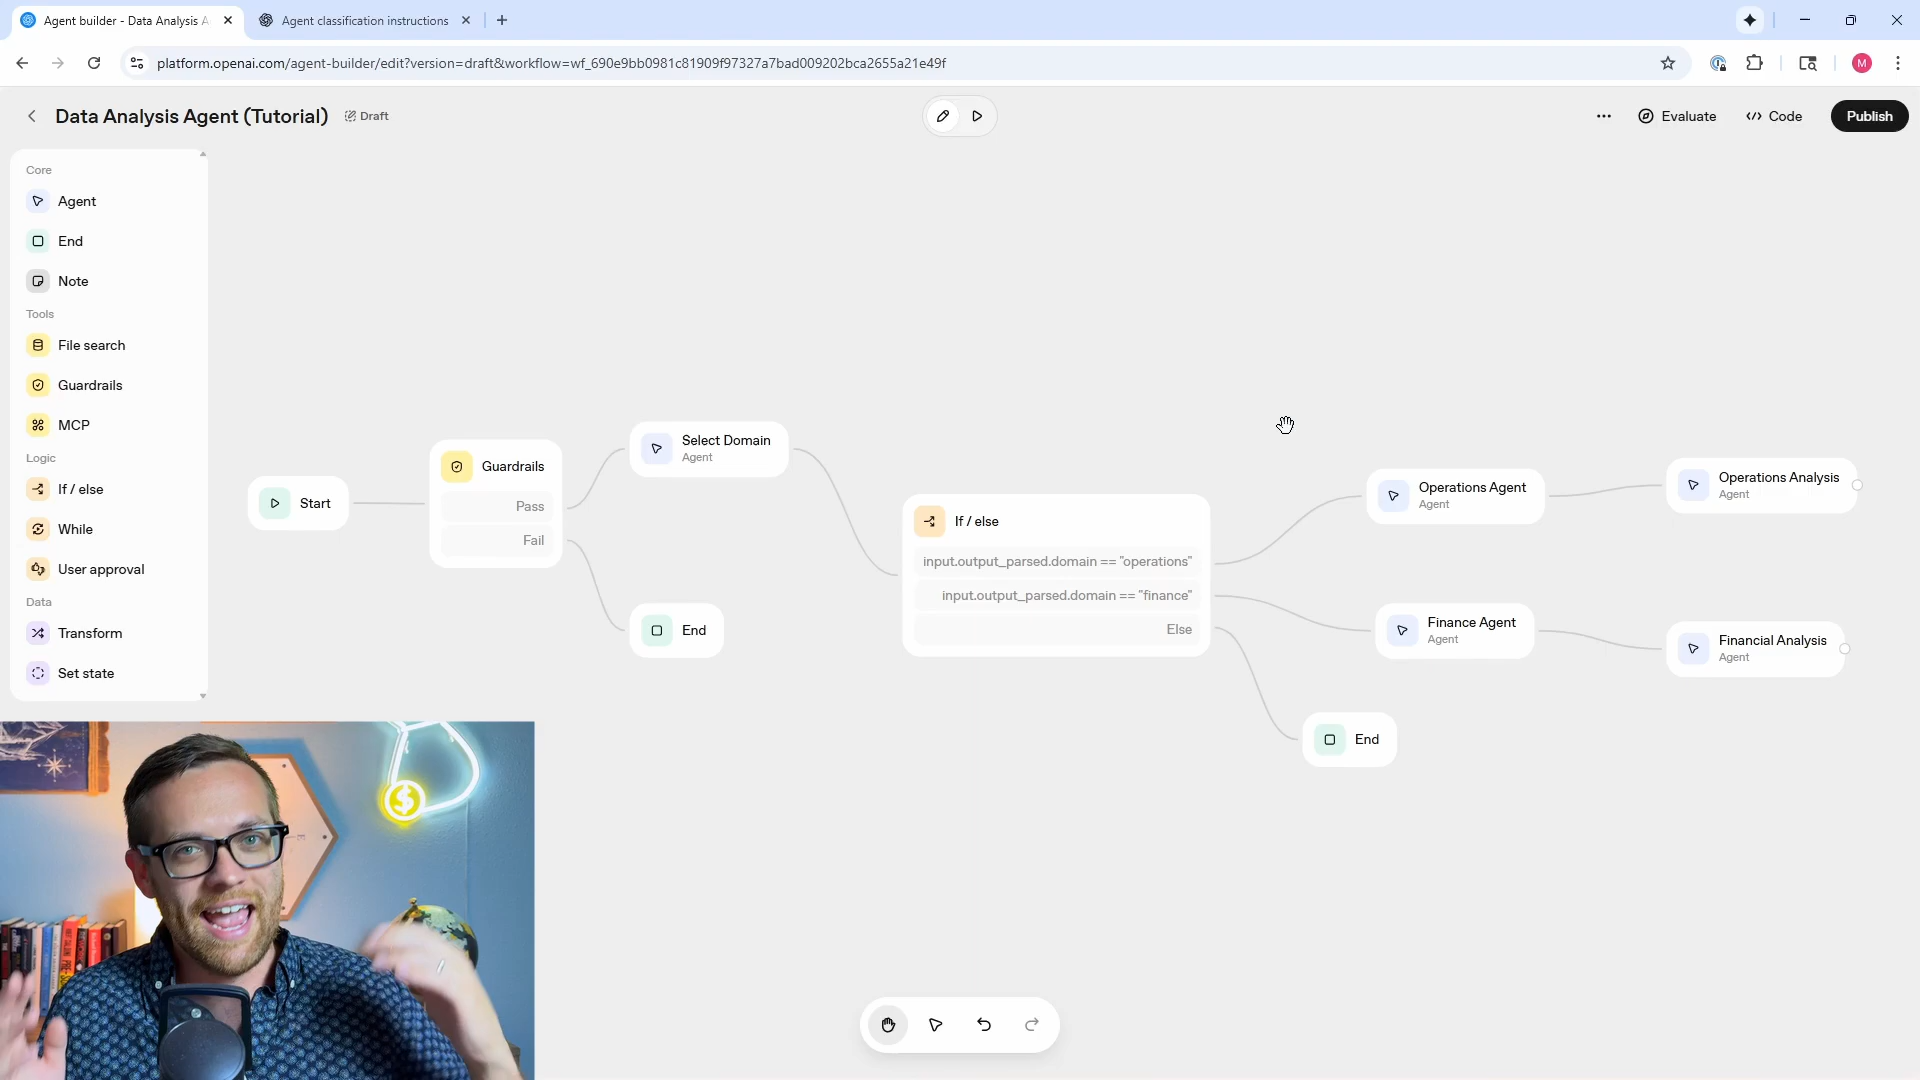 Agent builder - Data Analysis A
Agent classification instructions
platform.openai.com/agent-builder/edit?version=draft&workflow=wf_690e9bb0981c81909f97327a7bad009202bca2655a21e49f
M
Data Analysis Agent (Tutorial)
Draft
Evaluate
Code
Publish
Core
Agent
End
Note
Tools
File search
Guardrails
MCP
Logic
If / else
While
User approval
Data
Transform
Set state
Start
Guardrails
Pass
Fail
Select Domain
Agent
End
If / else
input.output_parsed.domain == "operations"
input.output_parsed.domain == "finance"
Else
Operations Agent
Agent
Operations Analysis
Agent
Finance Agent
Agent
Financial Analysis
Agent
End
$